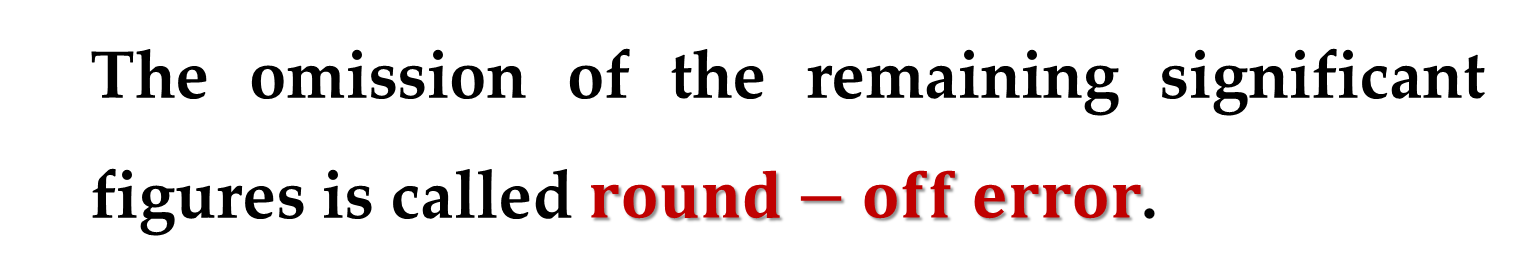 The omission of the remaining significant
figures is called round – off error.